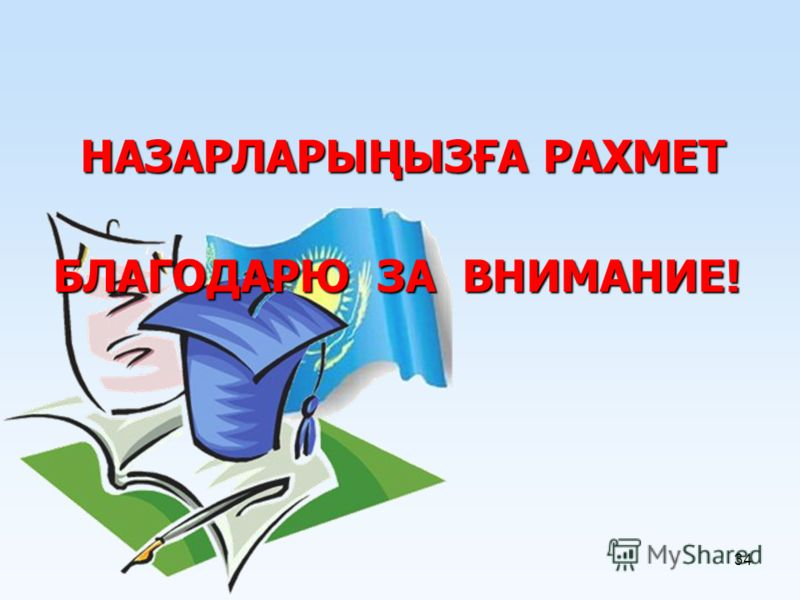 НАЗАРЛАРЫҢЫЗҒА РАХМЕТ
БЛАГОДАРЮ ЗА ВНИМАНИЕ!
MyShared
34